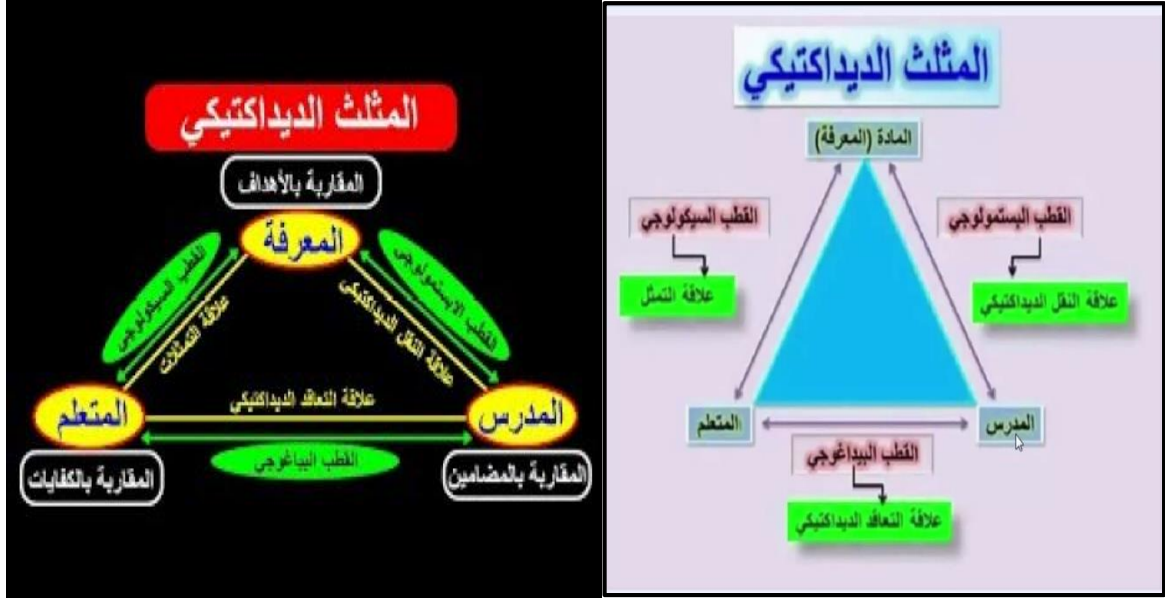 المثلث الديداكتيكي
المقاربة بالأهداف
المعرفة
القطب السيكولوجي
علاقة التمثلات
القطب الابستمولوجي
علاقة النقل الديداكتيكي
المتعلم
علاقة التعاقد الديداكتيكي
المدرس
القطب البياغوجي
المقاربة بالكفايات
المقاربة بالمضامين
المثلث الديداكتيكي
المادة (المعرفة)
القطب السيكولوجي
علاقة التمثل
القطب البستمولوجي
علاقة النقل الديداكتيكي
المتعلم
المدرس
القطب البيداغوجي
علاقة التعاقد الديداكتيكي